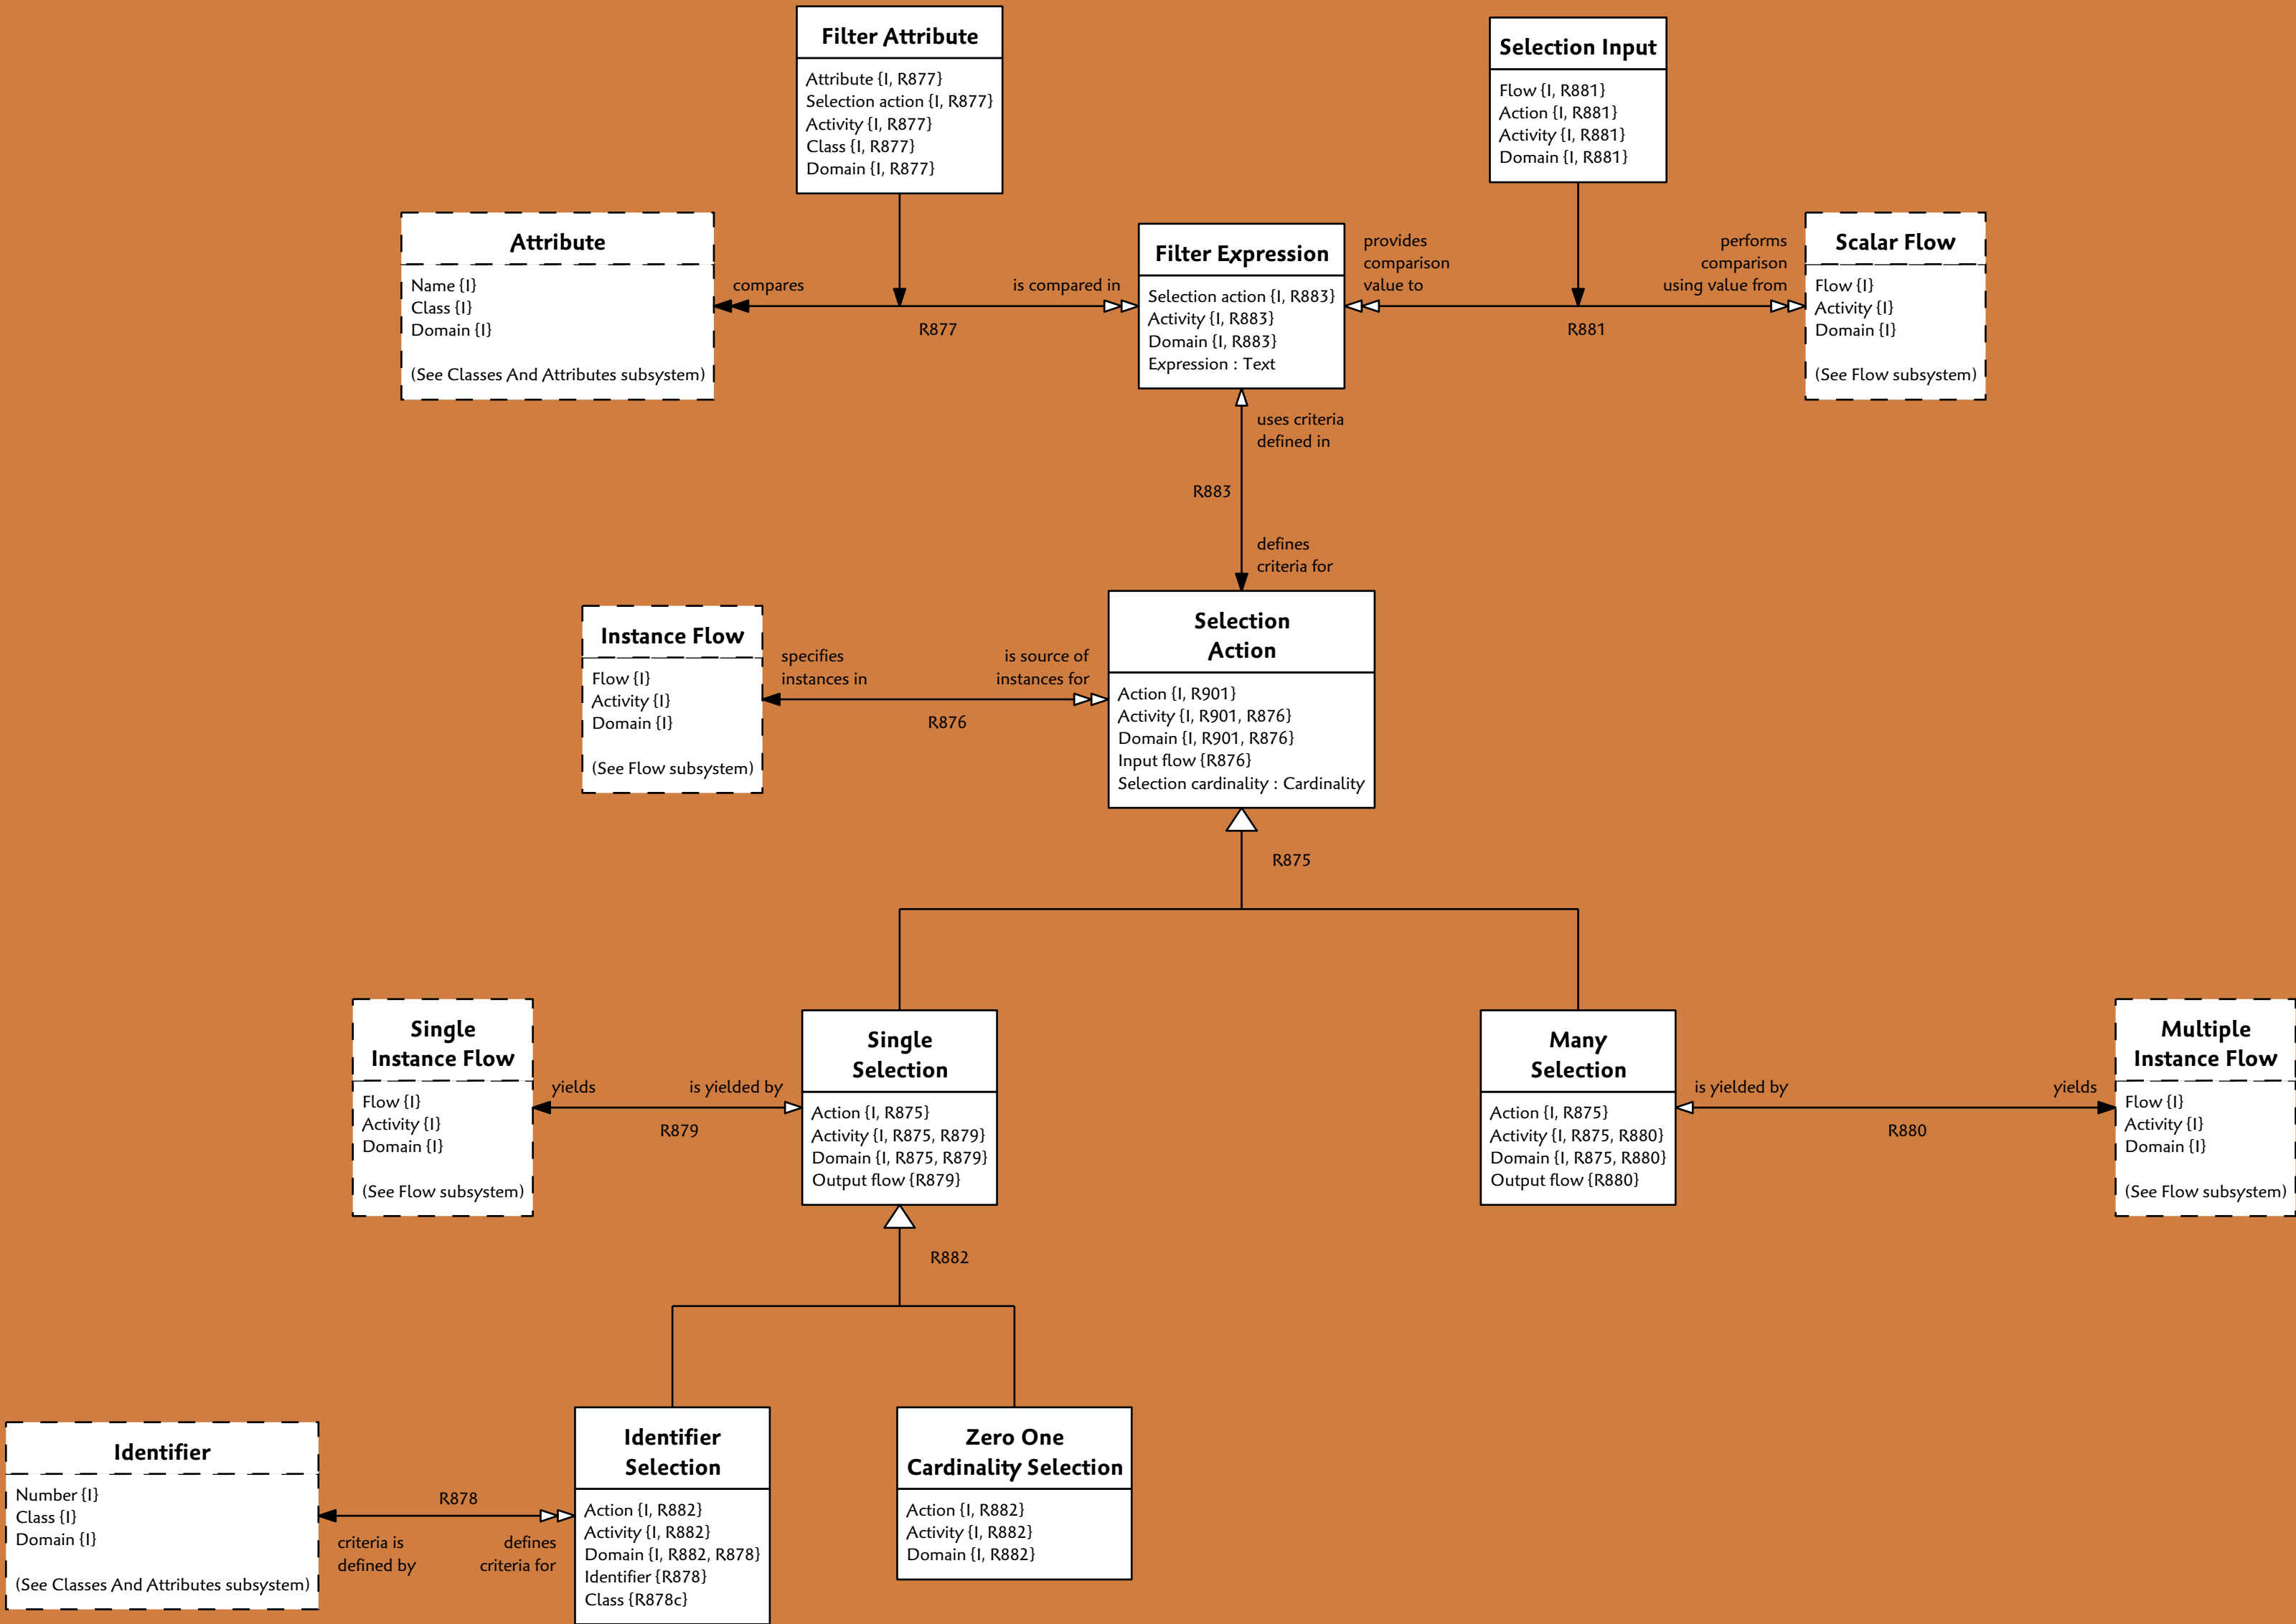 Filter Attribute
Attribute {I, R877}
Selection action {I, R877}
Activity {I, R877}
Class {I, R877}
Domain {I, R877}
Selection Input
Flow {I, R881}
Action {I, R881}
Activity {I, R881}
Domain {I, R881}
Attribute
Name {I}
Class {I}
Domain {I}
(See Classes And Attributes subsystem)
compares
is compared in
R877
Filter Expression
Selection action {I, R883}
Activity {I, R883}
Domain {I, R883}
Expression : Text
provides
comparison
value to
performs
comparison
using value from
R881
Scalar Flow
Flow {I}
Activity {I}
Domain {I}
(See Flow subsystem)
uses criteria
defined in
R883
defines
criteria for
Instance Flow
Flow {I}
Activity {I}
Domain {I}
(See Flow subsystem)
specifies
instances in
is source of
instances for
R876
Selection
Action
Action {I, R901}
Activity {I, R901, R876}
Domain {I, R901, R876}
Input flow {R876}
Selection cardinality : Cardinality
R875
Single
Instance Flow
Flow {I}
Activity {I}
Domain {I}
(See Flow subsystem)
yields
is yielded by
R879
Single
Selection
Action {I, R875}
Activity {I, R875, R879}
Domain {I, R875, R879}
Output flow {R879}
Many
Selection
Action {I, R875}
Activity {I, R875, R880}
Domain {I, R875, R880}
Output flow {R880}
is yielded by
yields
R880
Multiple
Instance Flow
Flow {I}
Activity {I}
Domain {I}
(See Flow subsystem)
R882
Identifier
Number {I}
Class {I}
Domain {I}
(See Classes And Attributes subsystem)
R878
criteria is
defined by
defines
criteria for
Identifier
Selection
Action {I, R882}
Activity {I, R882}
Domain {I, R882, R878}
Identifier {R878}
Class {R878c}
Zero One
Cardinality Selection
Action {I, R882}
Activity {I, R882}
Domain {I, R882}